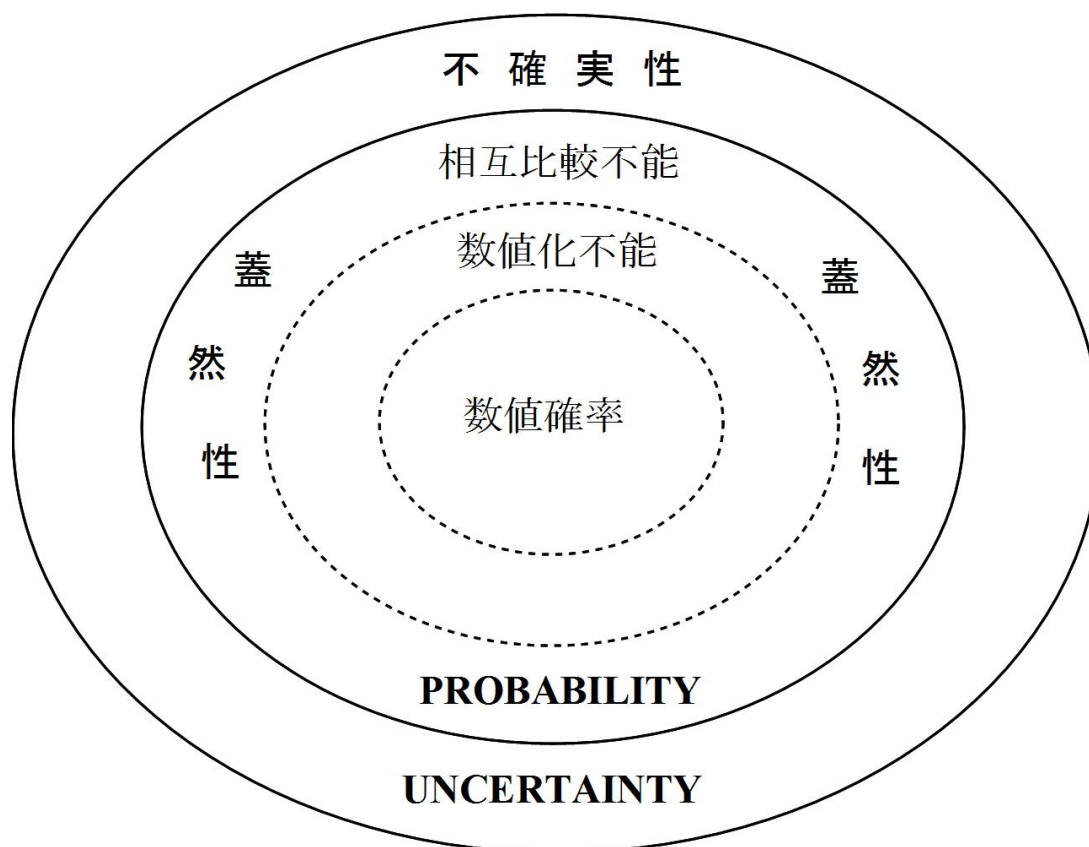 不確実性
相互比較不能
数値化不能
蓋然性
蓋然性
数値確率
PROBABILITY
UNCERTAINTY